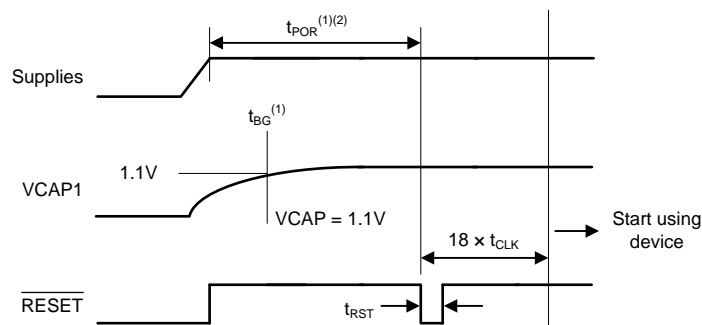 t_POR^(1)(2)
Supplies
t_BG^(1)
1.1V
VCAP1
VCAP = 1.1V
18 × t_CLK
Start using
device
RESET
t_RST